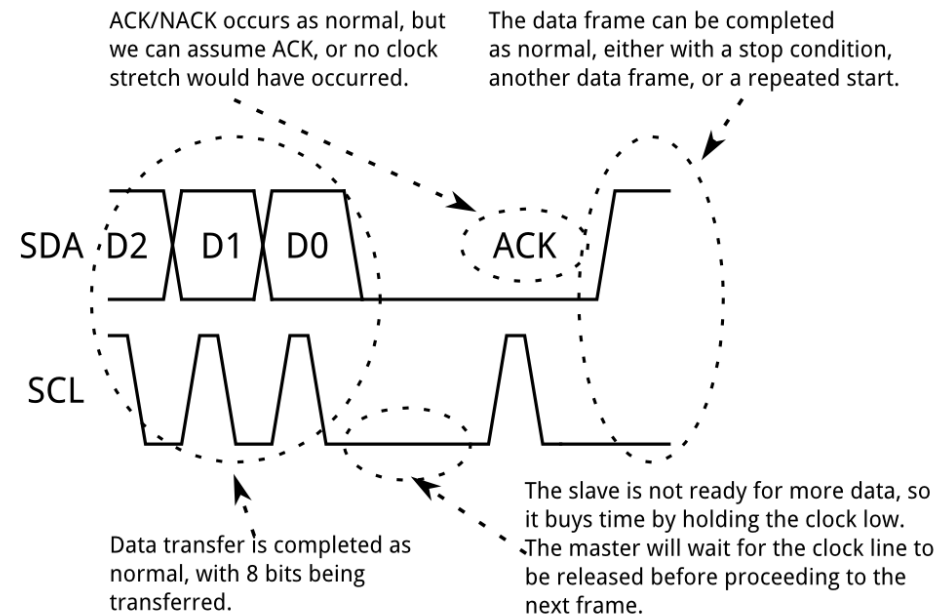 ACK/NACK occurs as normal, but
we can assume ACK, or no clock
stretch would have occurred.
The data frame can be completed
as normal, either with a stop condition,
another data frame, or a repeated start.
SDA D2 D1 D0 ACK
SCL
Data transfer is completed as
normal, with 8 bits being
transferred.
The slave is not ready for more data, so
it buys time by holding the clock low.
The master will wait for the clock line to
be released before proceeding to the
next frame.